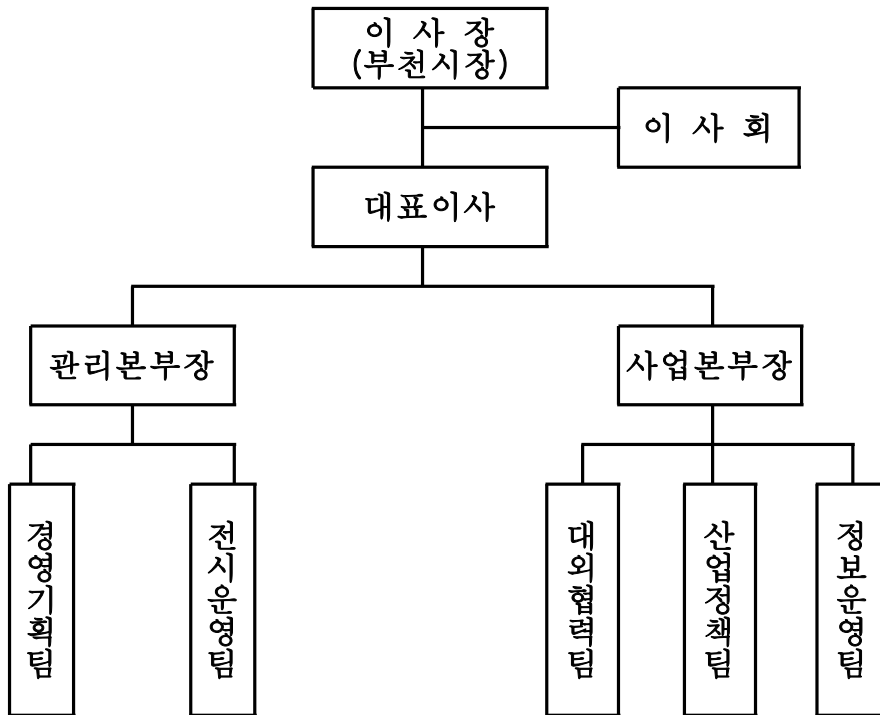 이 사 장
(부천시장)
이 사 회
대표이사
관리본부장
사업본부장
경영기획팀
전시운영팀
대외협력팀
산업정책팀
정보운영팀